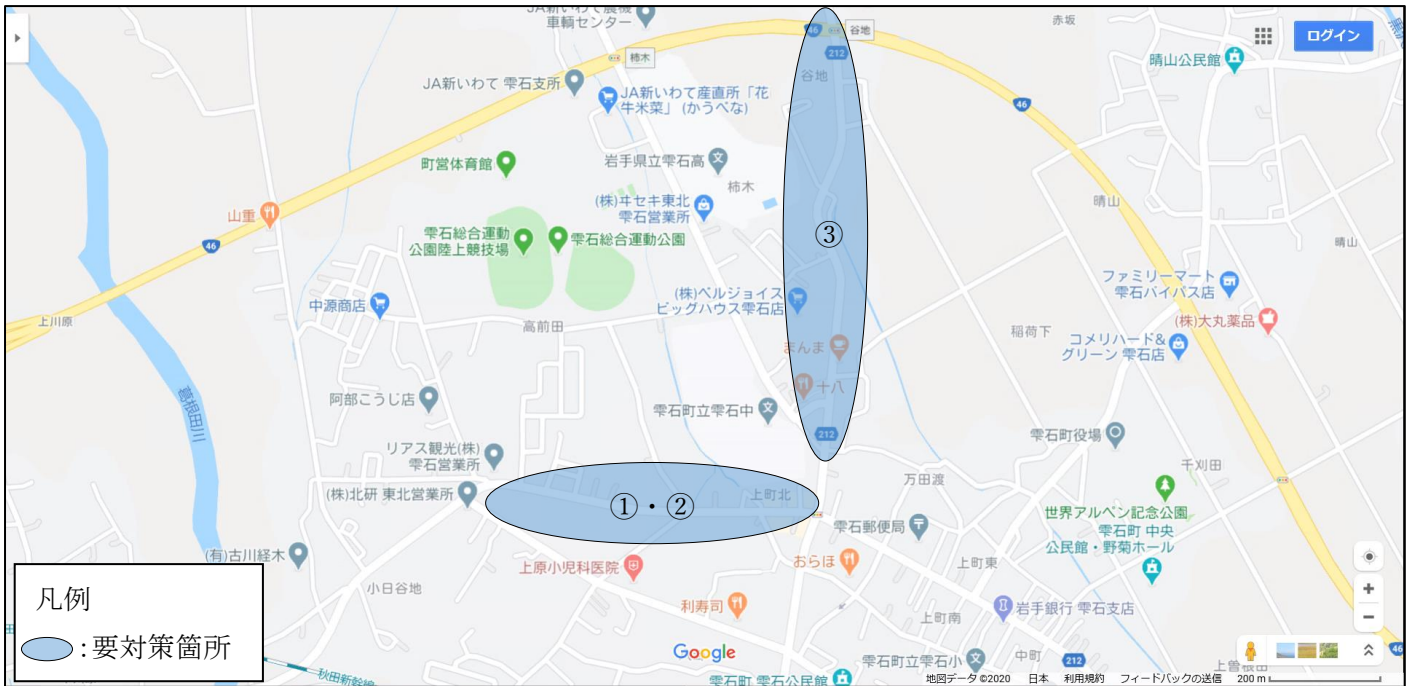 JA新いわて農機
車輌センター
46
谷地
赤坂
ログイン
柿木
212
晴山公民館
JA新いわて 雫石支所
谷地
JA新いわて産直所「花
牛米菜」 (かうべな)
46
町営体育館
岩手県立雫石高
柿木
(株)ヰセキ東北
雫石営業所
晴山
山重
46
雫石総合運動
公園陸上競技場
雫石総合運動公園
③
晴山
ファミリーマート
雫石バイパス店
中源商店
(株)ベルジョイス
ビッグハウス雫石店
上川原
高前田
(株)大丸薬品
稲荷下
コメリハード&
グリーン 雫石店
まんま
葛根田川
十八
阿部こうじ店
雫石町立雫石中
212
雫石町役場
リアス観光(株)
雫石営業所
千刈田
万田渡
(株)北研 東北営業所
①・②
上町北
世界アルペン記念公園
雫石郵便局
雫石町 中央
公民館・野菊ホール
(有)古川経木
上原小児科医院
おらほ
上町東
凡例
小日谷地
利寿司
岩手銀行 雫石支店
上町南
:要対策箇所
Google
雫石町立雫石小
中町
212
46
上曽根田
秋田新幹線
雫石町 雫石公民館
地図データ ©2020 日本 利用規約 フィードバックの送信 200 m